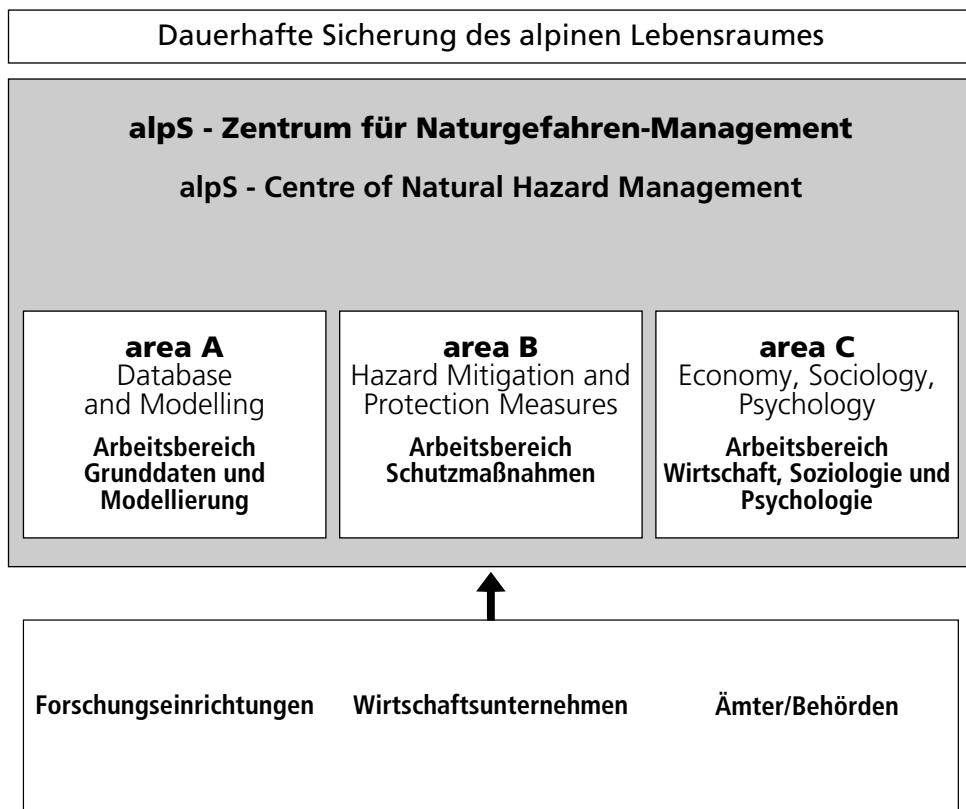 Dauerhafte Sicherung des alpinen Lebensraumes
alpS - Zentrum für Naturgefahren-Management
alpS - Centre of Natural Hazard Management
area A
Database
and Modelling
Arbeitsbereich
Grunddaten und
Modellierung
area B
Hazard Mitigation and
Protection Measures
Arbeitsbereich
Schutzmaßnahmen
area C
Economy, Sociology,
Psychology
Arbeitsbereich
Wirtschaft, Soziologie und
Psychologie
Forschungseinrichtungen
Wirtschaftsunternehmen
Ämter/Behörden